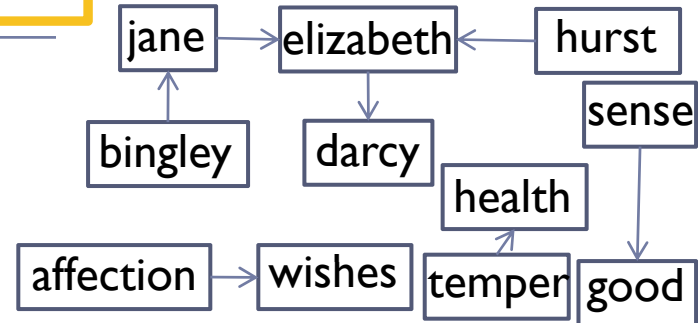 jane
elizabeth
hurst
sense
bingley
darcy
health
affection
wishes
temper
good